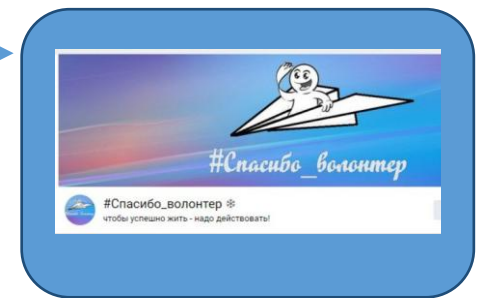 #Спасибо_волонтер
#Спасибо_волонтер ❄
чтобы успешно жить - надо действовать!